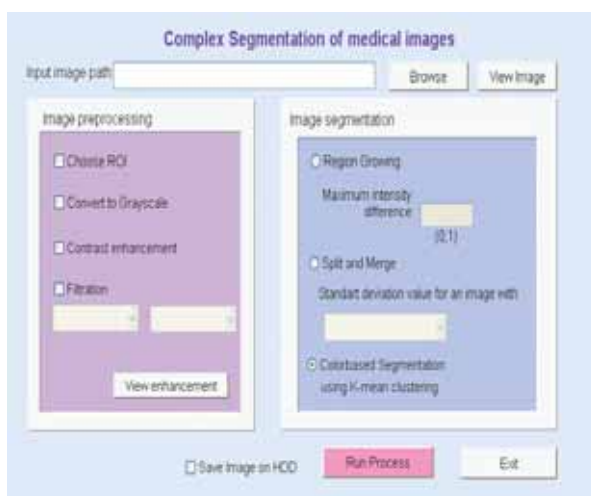 Complex Segmentation of medical images
Input image path
Browse
View Image
Image preprocessing
Choose ROI
Convert to Grayscale
Contrast enhancement
Filtration
View enhancement
Image segmentation
Region Growing
Maximum intensity
difference
(0,1)
Split and Merge
Standart deviation value for an image with
Colorbased Segmentation
using K-mean clustering
Save Image on HDD
Run Process
Exit